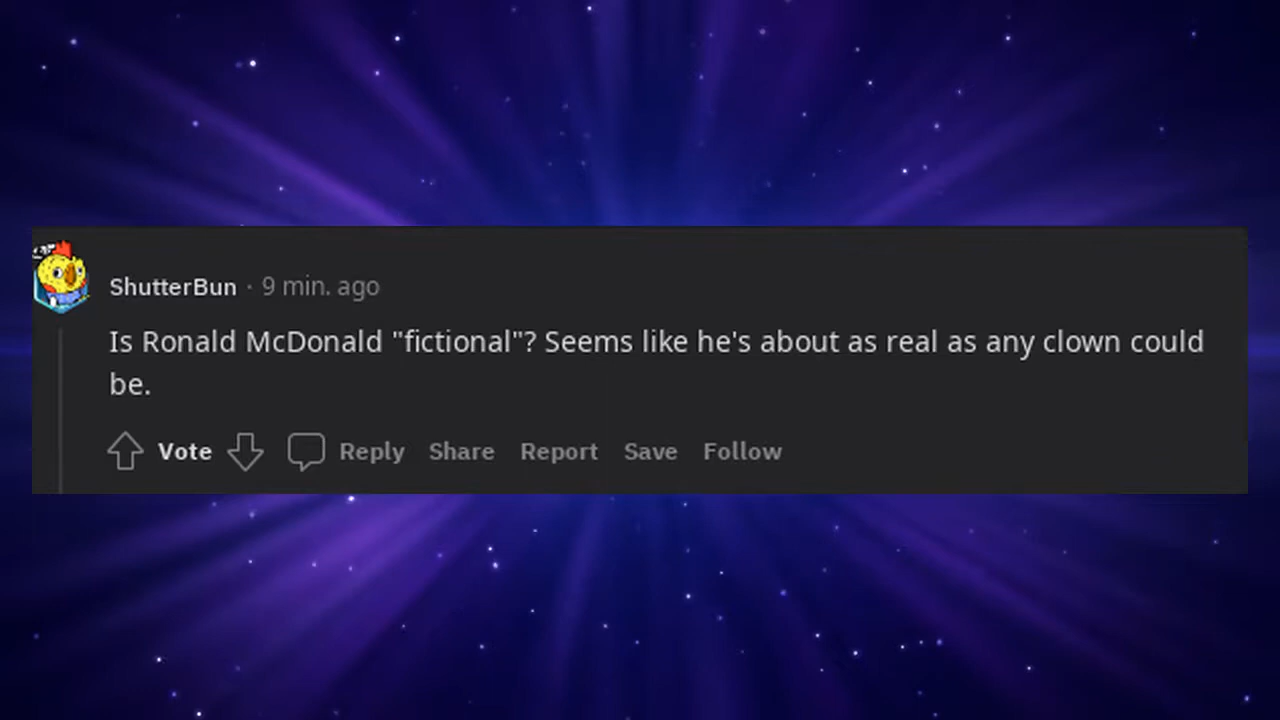 ShutterBun · 9 min. ago
Is Ronald McDonald "fictional"? Seems like he's about as real as any clown could
be.
Vote Reply Share Report Save Follow